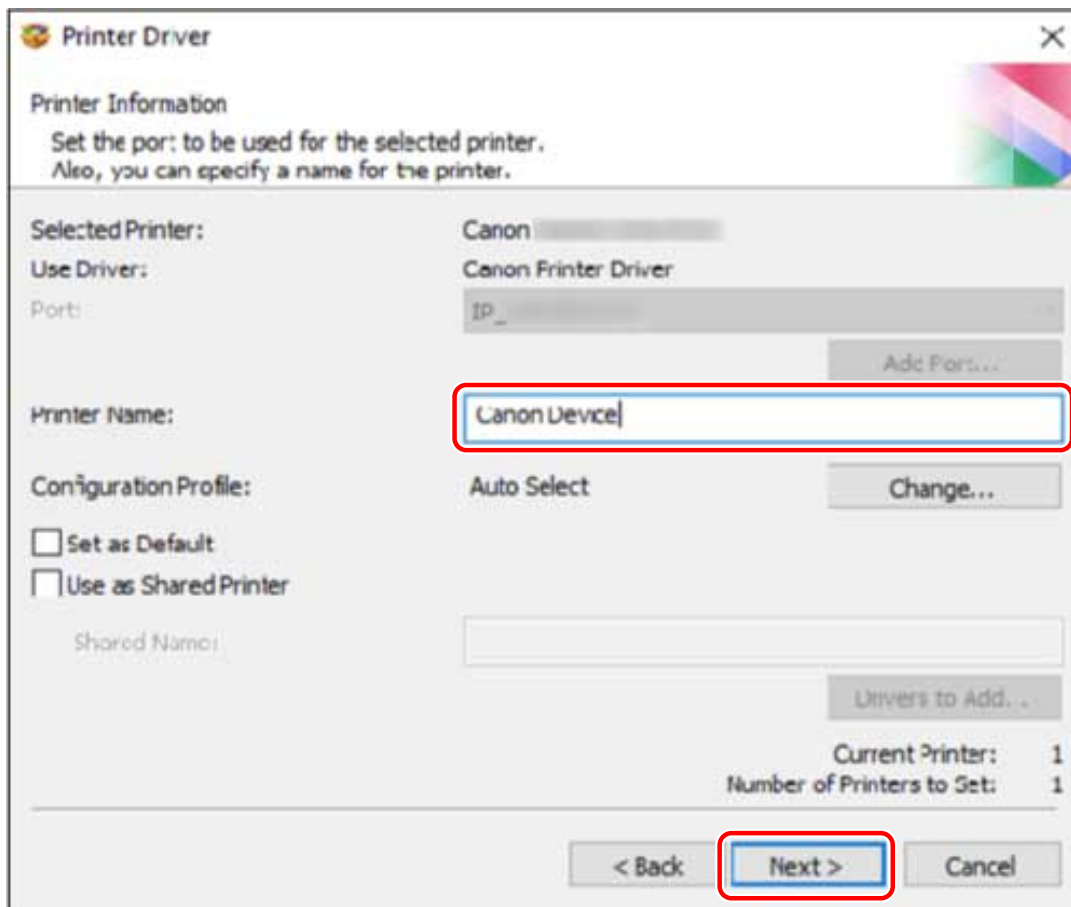 Printer Driver
Printer Information
Set the port to be used for the selected printer.
Also, you can specify a name for the printer.
Selected Printer: Canon
Use Driver: Canon Printer Driver
Port: IP_
Add Port...
Printer Name: Canon Device
Configuration Profile: Auto Select Change...
Set as Default
Use as Shared Printer
Shared Name:
Drivers to Add...
Current Printer: 1
Number of Printers to Set: 1
< Back Next > Cancel